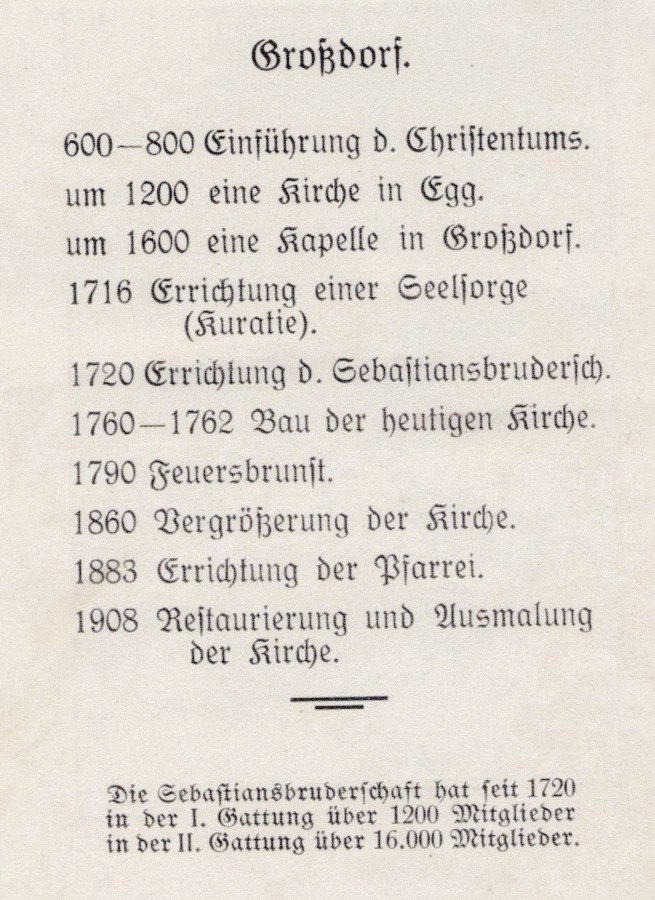 Großdorf.
600—800 Einführung d. Christentums.
um 1200 eine Kirche in Egg.
um 1600 eine Kapelle in Großdorf.
1716 Errichtung einer Seelsorge
(Kuratie).
1720 Errichtung d. Sebastiansbrudersch.
1760—1762 Bau der heutigen Kirche.
1790 Feuersbrunst.
1860 Vergrößerung der Kirche.
1883 Errichtung der Pfarrei.
1908 Restaurierung und Ausmalung
der Kirche.
Die Sebastiansbruderschaft hat seit 1720
in der I. Gattung über 1200 Mitglieder
in der II. Gattung über 16.000 Mitglieder.